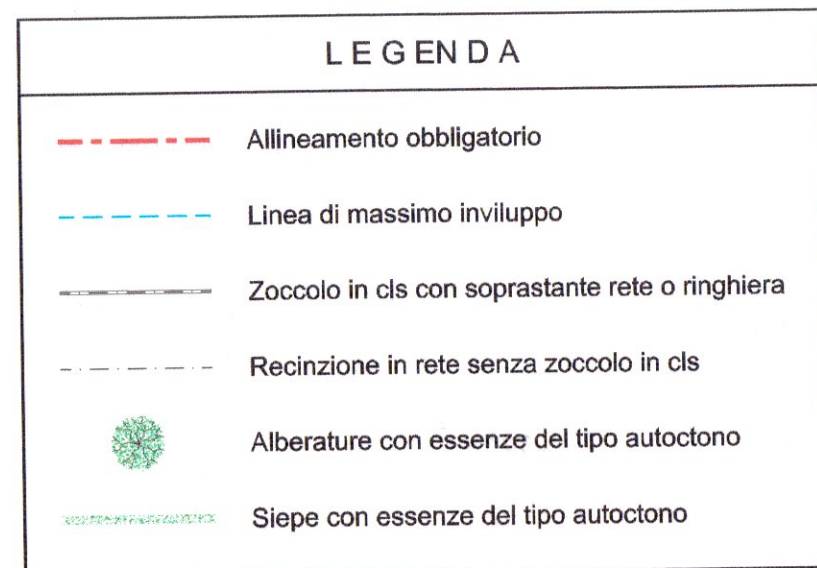 LEGENDA
Allineamento obbligatorio
Linea di massimo inviluppo
Zoccolo in cls con soprastante rete o ringhiera
Recinzione in rete senza zoccolo in cls
Alberature con essenze del tipo autoctono
Siepe con essenze del tipo autoctono